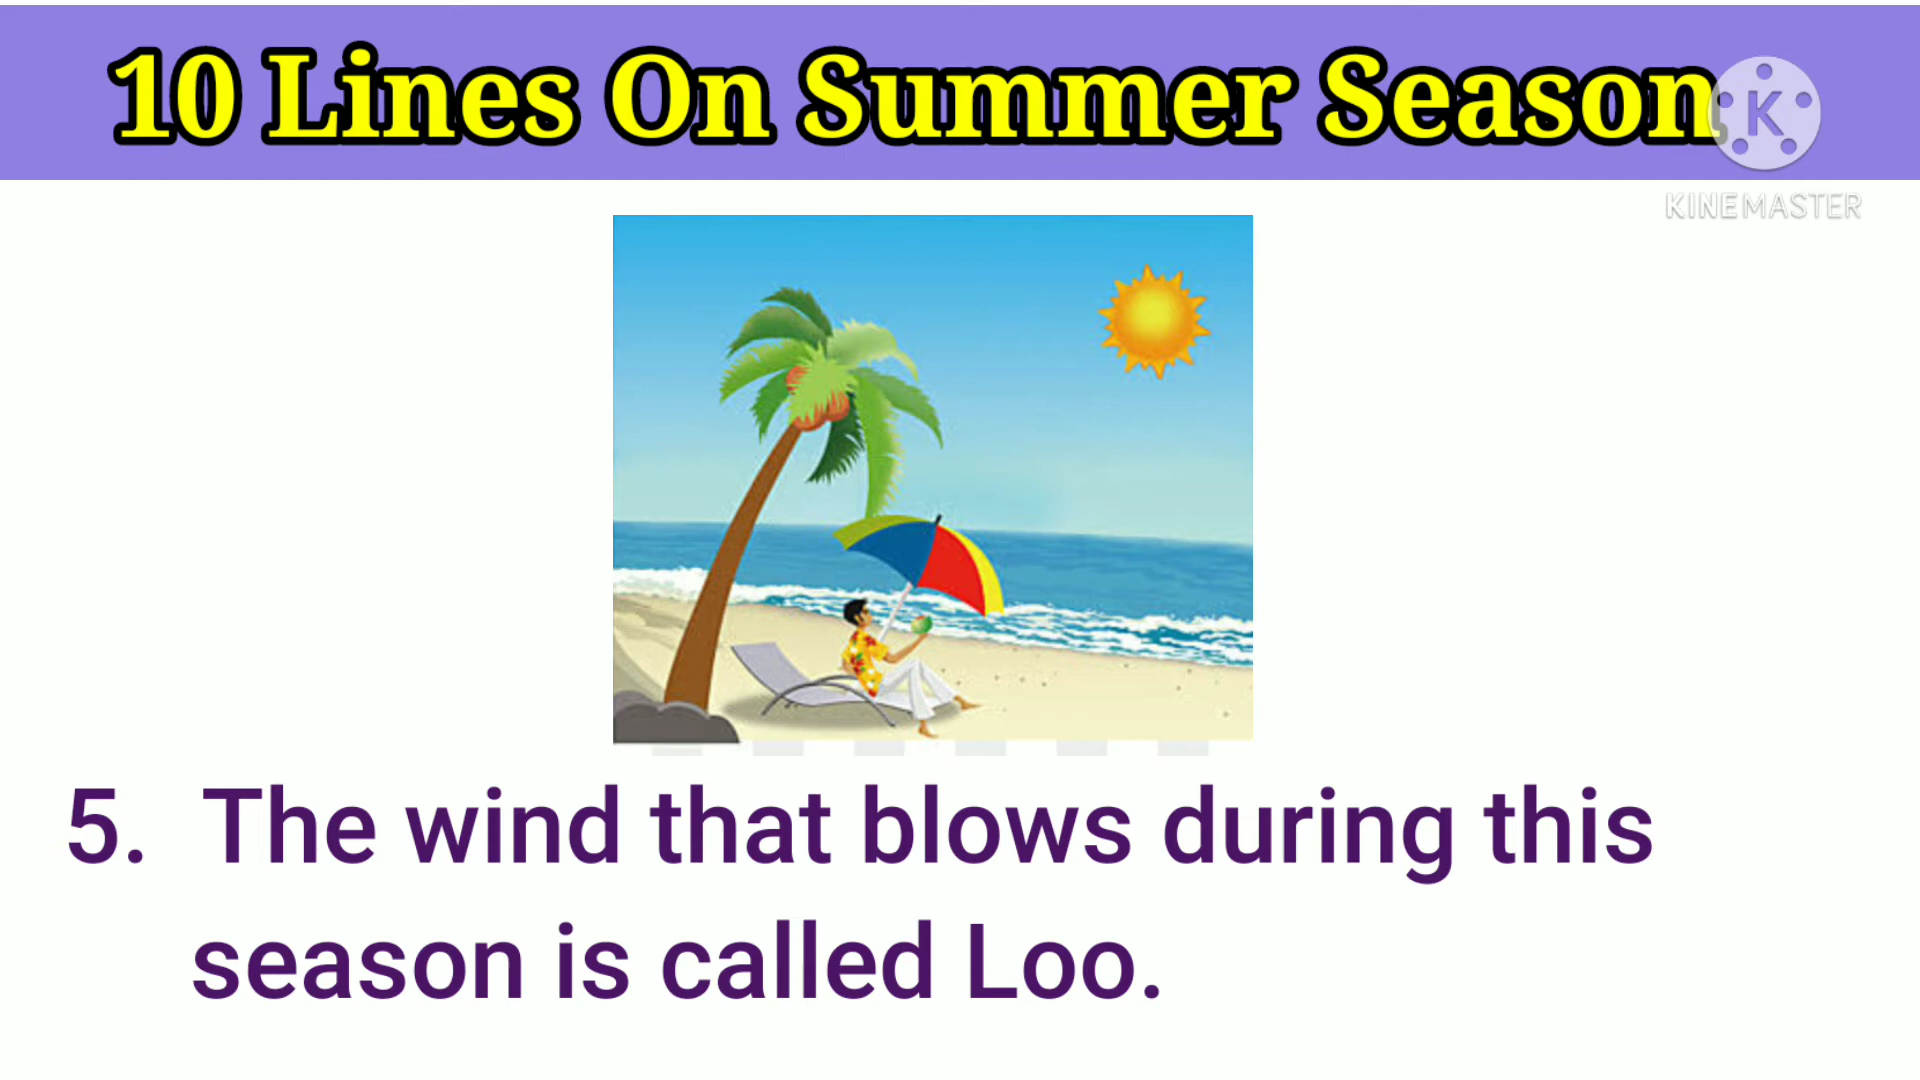 10 Lines On Summer Season
K
KINEMASTER
5. The wind that blows during this
season is called Loo.